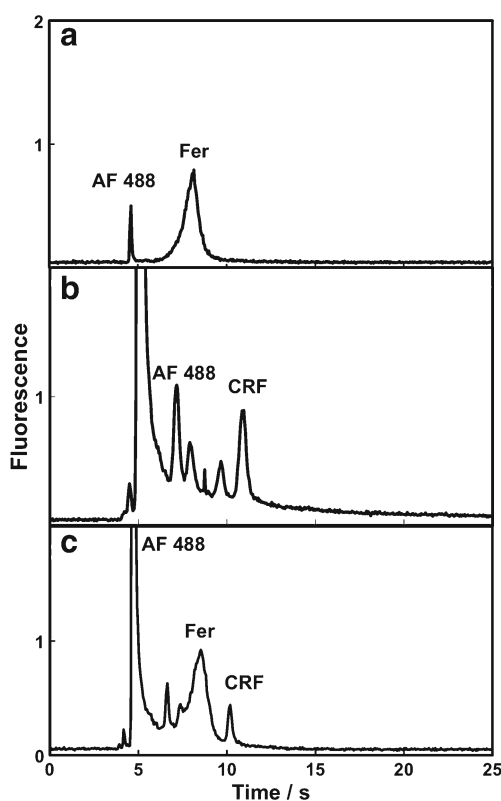 2
a
1
AF 488
Fer
b
1
AF 488
CRF
Fluorescence
c
AF 488
1
Fer
CRF
0
0 5 10 15 20 25
Time / s